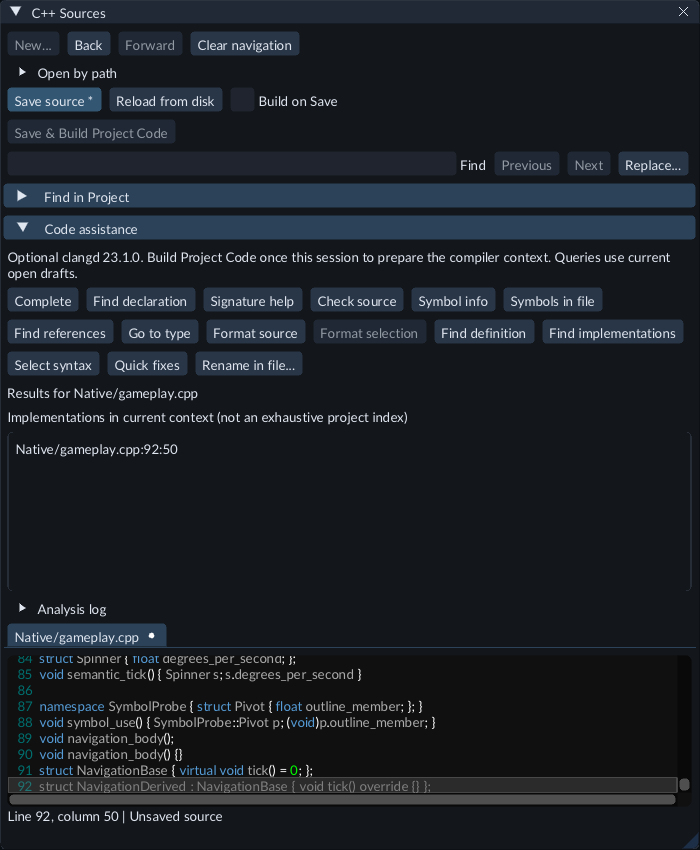 C++ Sources
New... Back Forward Clear navigation
Open by path
Save source * Reload from disk Build on Save
Save & Build Project Code
Find Previous Next Replace...
Find in Project
Code assistance
Optional clangd 23.1.0. Build Project Code once this session to prepare the compiler context. Queries use current
open drafts.
Complete Find declaration Signature help Check source Symbol info Symbols in file
Find references Go to type Format source Format selection Find definition Find implementations
Select syntax Quick fixes Rename in file...
Results for Native/gameplay.cpp
Implementations in current context (not an exhaustive project index)
Native/gameplay.cpp:92:50
Analysis log
Native/gameplay.cpp
84 struct Spinner { float degrees_per_second; };
85 void semantic_tick() { Spinner s; s.degrees_per_second }
86
87 namespace SymbolProbe { struct Pivot { float outline_member; }; }
88 void symbol_use() { SymbolProbe::Pivot p; (void)p.outline_member; }
89 void navigation_body();
90 void navigation_body() {}
91 struct NavigationBase { virtual void tick() = 0; };
92 struct NavigationDerived : NavigationBase { void tick() override {} };
Line 92, column 50 | Unsaved source